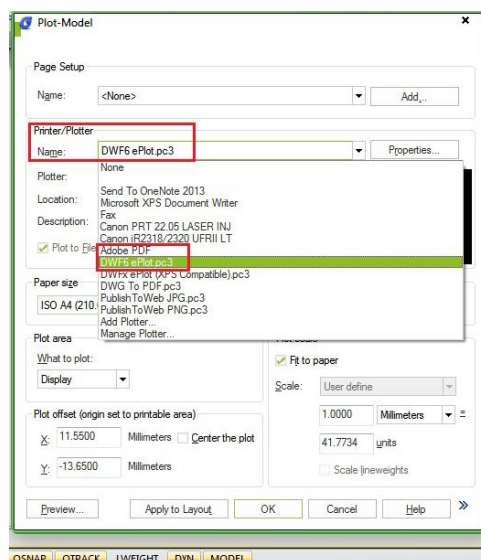 Plot-Model
Page Setup
Name: <None> Add...
Printer/Plotter
Name: DWF6 ePlot.pc3 Properties...
None
Plotter:
Send To OneNote 2013
Location: Microsoft XPS Document Writer
Fax
Description: Canon PRT 22.05 LASER INJ
Canon iR2318/2320 UFRII LT
Plot to File Adobe PDF
DWF6 ePlot.pc3
DWFx ePlot (XPS Compatible).pc3
Paper size DWG To PDF.pc3
PublishToWeb JPG.pc3
ISO A4 (210. PublishToWeb PNG.pc3
Add Plotter...
Manage Plotter...
Plot area Plot scale
What to plot: Fit to paper
Display Scale: User define
Plot offset (origin set to printable area) 1.0000 Millimeters =
X: 11.5500 Millimeters Center the plot 41.7734 units
Y: -13.6500 Millimeters Scale lineweights
Preview... Apply to Layout OK Cancel Help »
OSNAP OTRACK LWEIGHT DYN MODEL